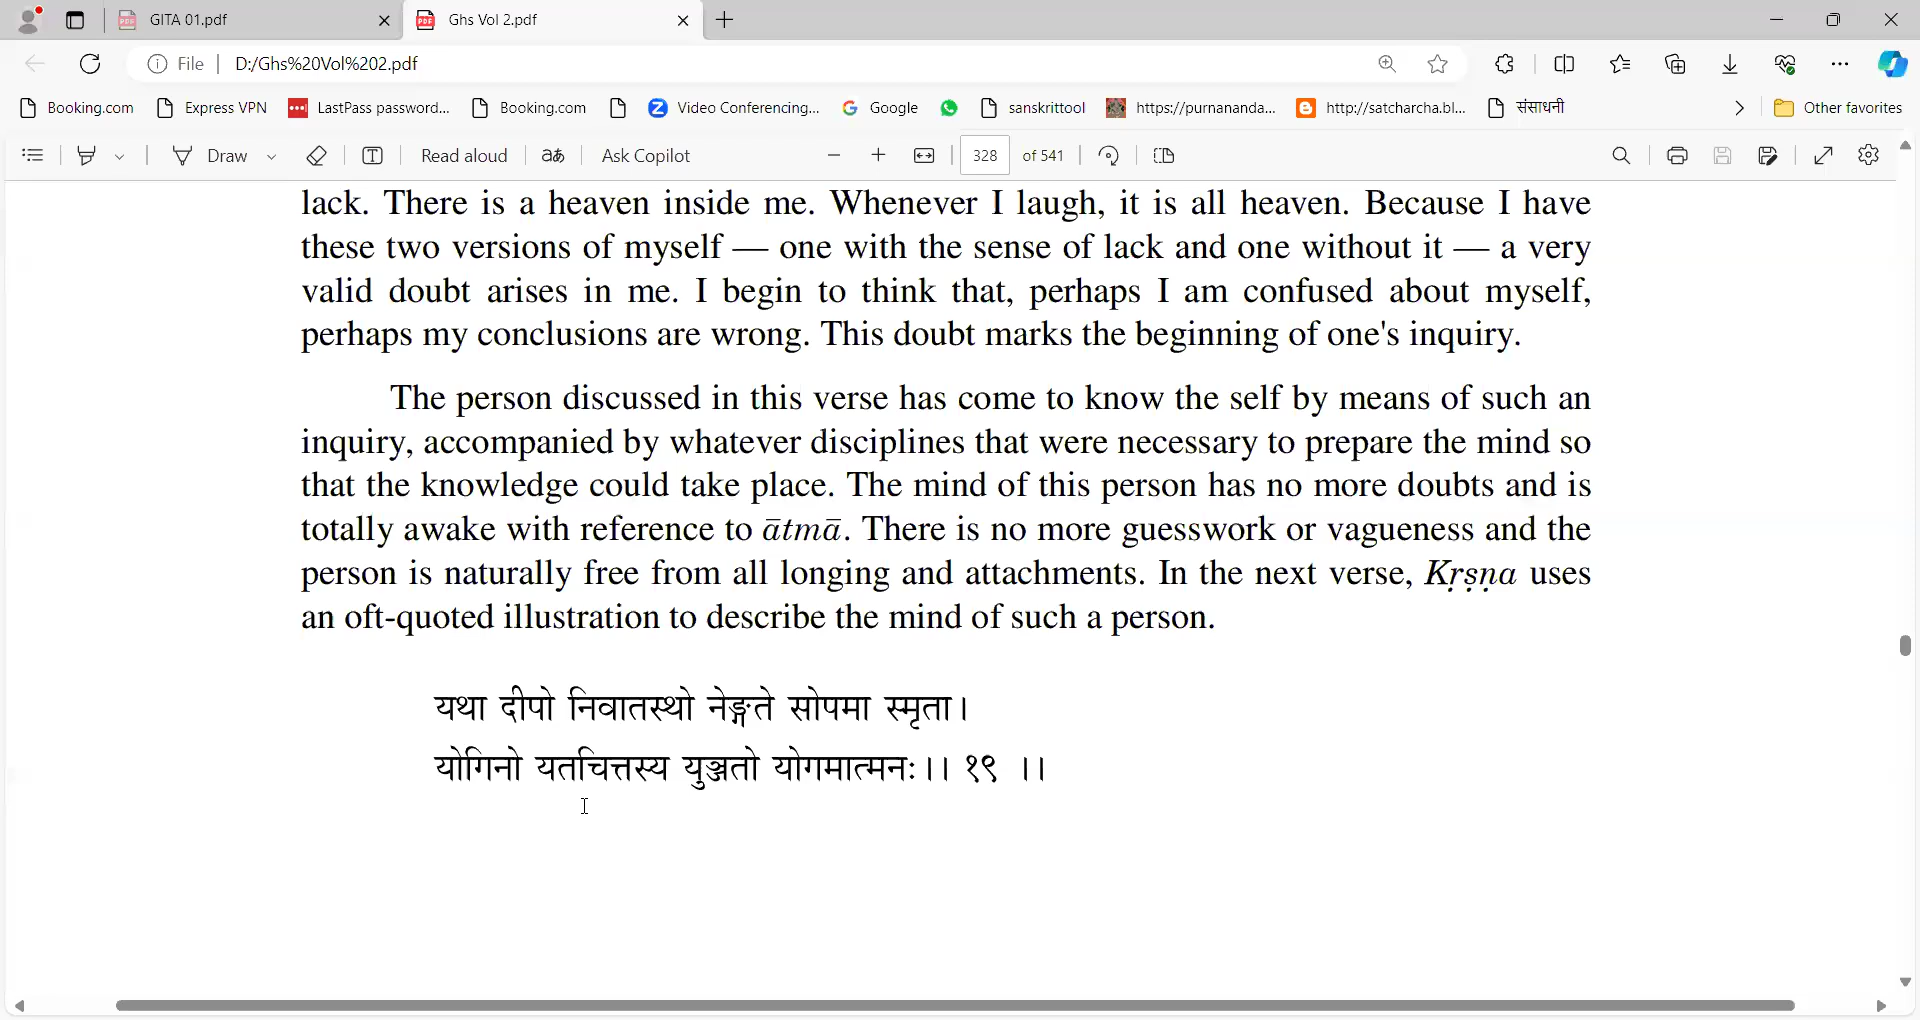 GITA 01.pdf
Ghs Vol 2.pdf
File
D:/Ghs%20Vol%202.pdf
Booking.com
Express VPN
LastPass password...
Booking.com
Video Conferencing...
Google
sanskrittool
https://purnananda...
http://satcharcha.bl...
संसाधनी
Other favorites
Draw
Read aloud
aあ
Ask Copilot
328
of 541
lack. There is a heaven inside me. Whenever I laugh, it is all heaven. Because I have
these two versions of myself — one with the sense of lack and one without it — a very
valid doubt arises in me. I begin to think that, perhaps I am confused about myself,
perhaps my conclusions are wrong. This doubt marks the beginning of one's inquiry.
The person discussed in this verse has come to know the self by means of such an
inquiry, accompanied by whatever disciplines that were necessary to prepare the mind so
that the knowledge could take place. The mind of this person has no more doubts and is
totally awake with reference to ātmā. There is no more guesswork or vagueness and the
person is naturally free from all longing and attachments. In the next verse, Kṛṣṇa uses
an oft-quoted illustration to describe the mind of such a person.
यथा दीपो निवातस्थो नेङ्गते सोपमा स्मृता।
योगिनो यतचित्तस्य युञ्जतो योगमात्मनः।। १९ ।।